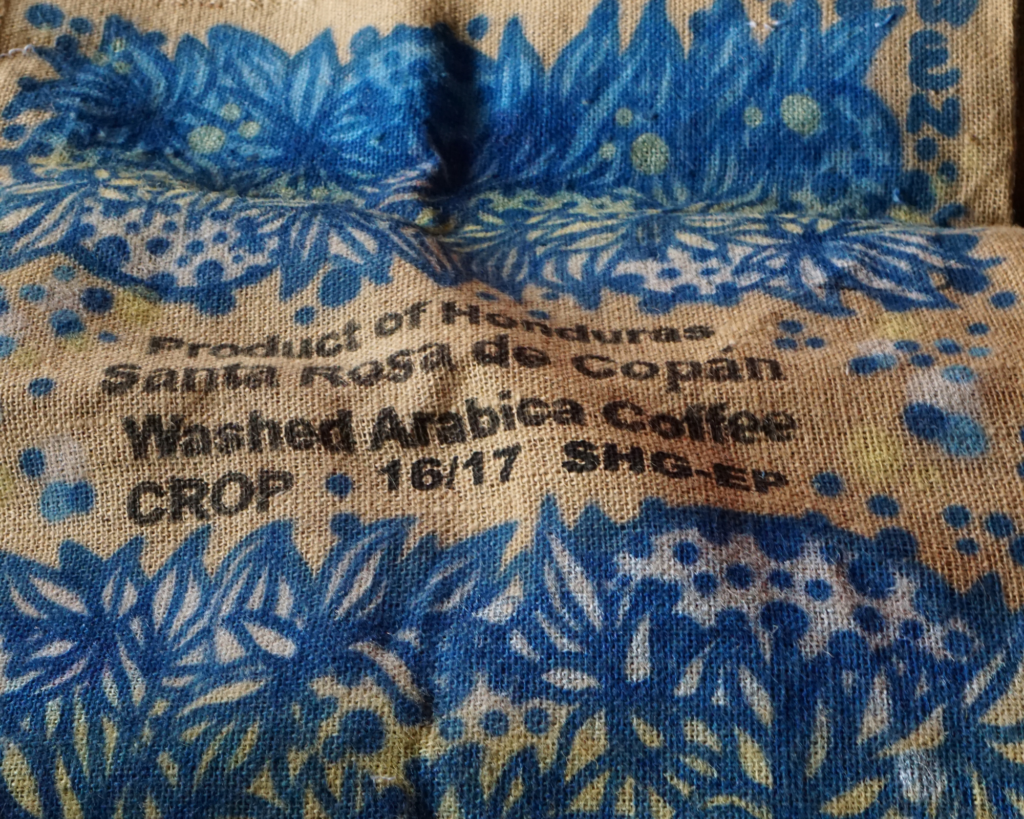 Product of Honduras
Santa Rosa de Copán
Washed Arabica Coffee
CROP 16/17 SHG-EP